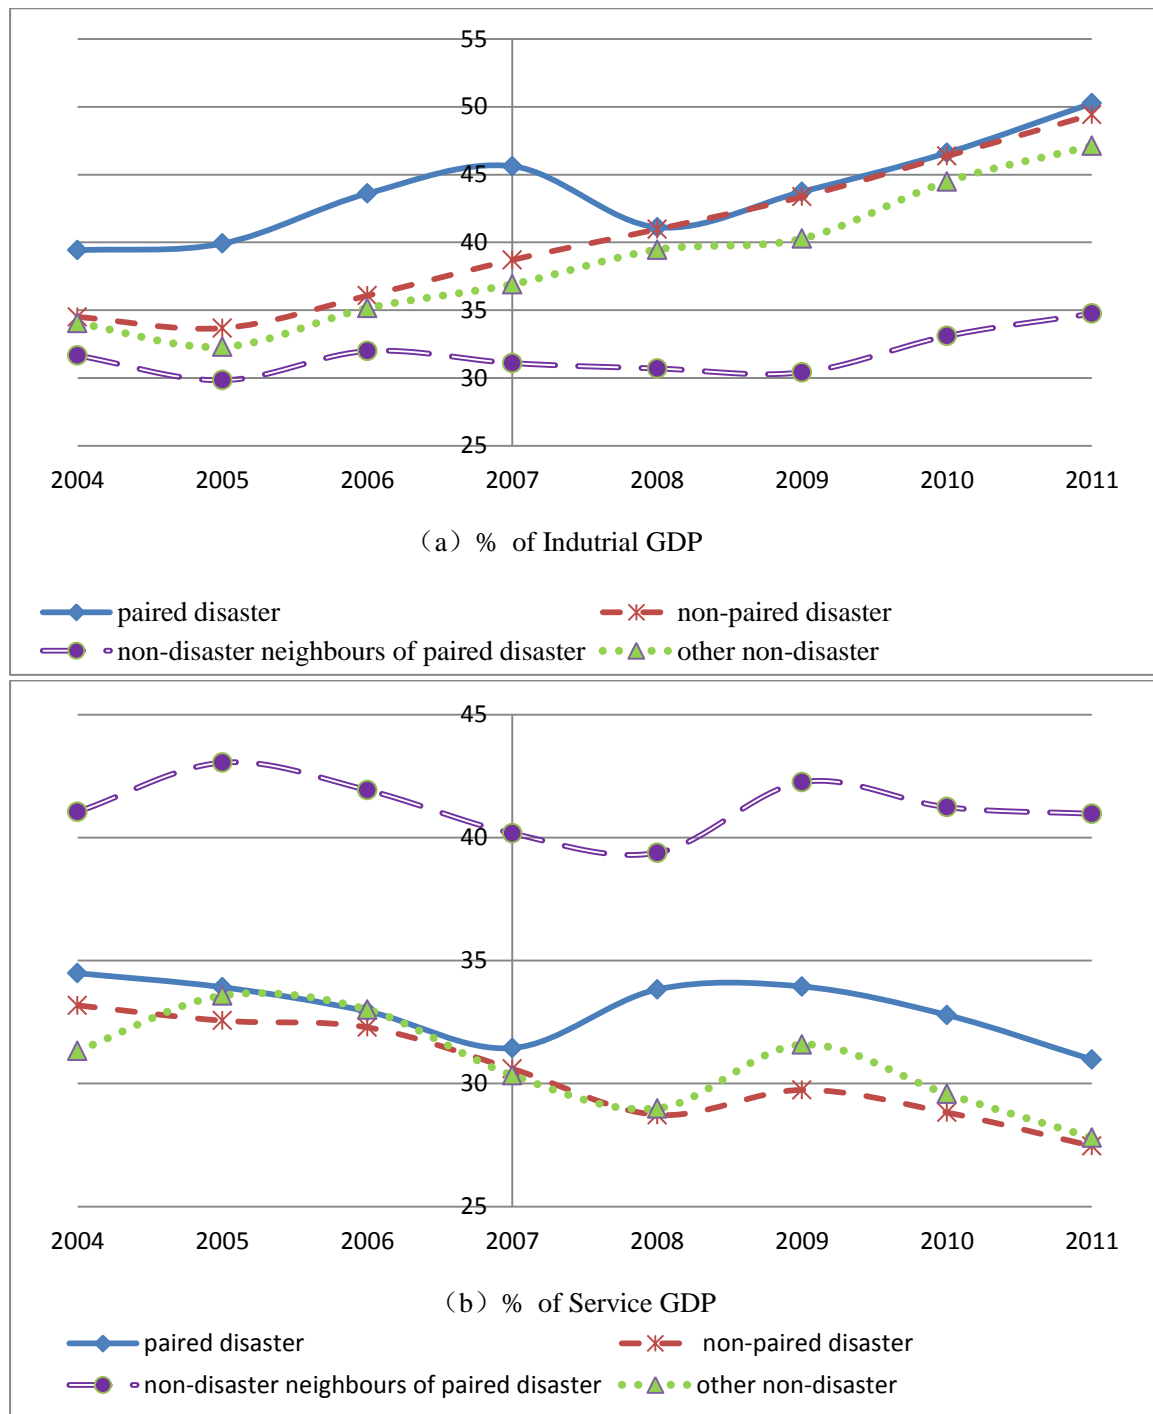 55
50
45
40
35
30
25
2004 2005 2006 2007 2008 2009 2010 2011
（a）% of Indutrial GDP
paired disaster non-paired disaster
non-disaster neighbours of paired disaster other non-disaster
45
40
35
30
25
2004 2005 2006 2007 2008 2009 2010 2011
（b）% of Service GDP
paired disaster non-paired disaster
non-disaster neighbours of paired disaster other non-disaster